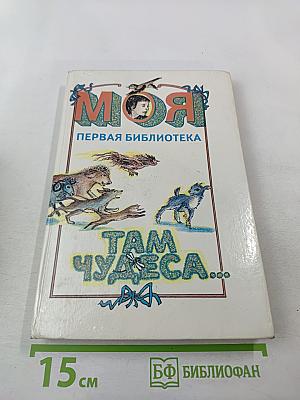 МОЯ
ПЕРВАЯ БИБЛИОТЕКА
ТАМ
ЧУДЕСА...
15 см
БФ БИБЛИОФАН